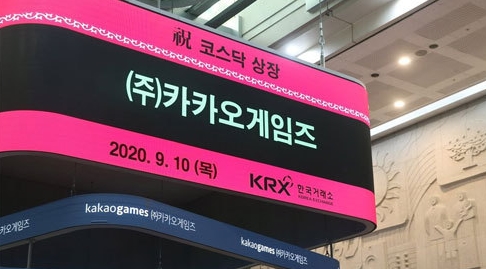 祝 코스닥 상장
㈜카카오게임즈
2020. 9. 10 (목)
KRX 한국거래소
KOREA EXCHANGE
kakaogames ㈜카카오게임즈
kakaogames ㈜카카오게임즈